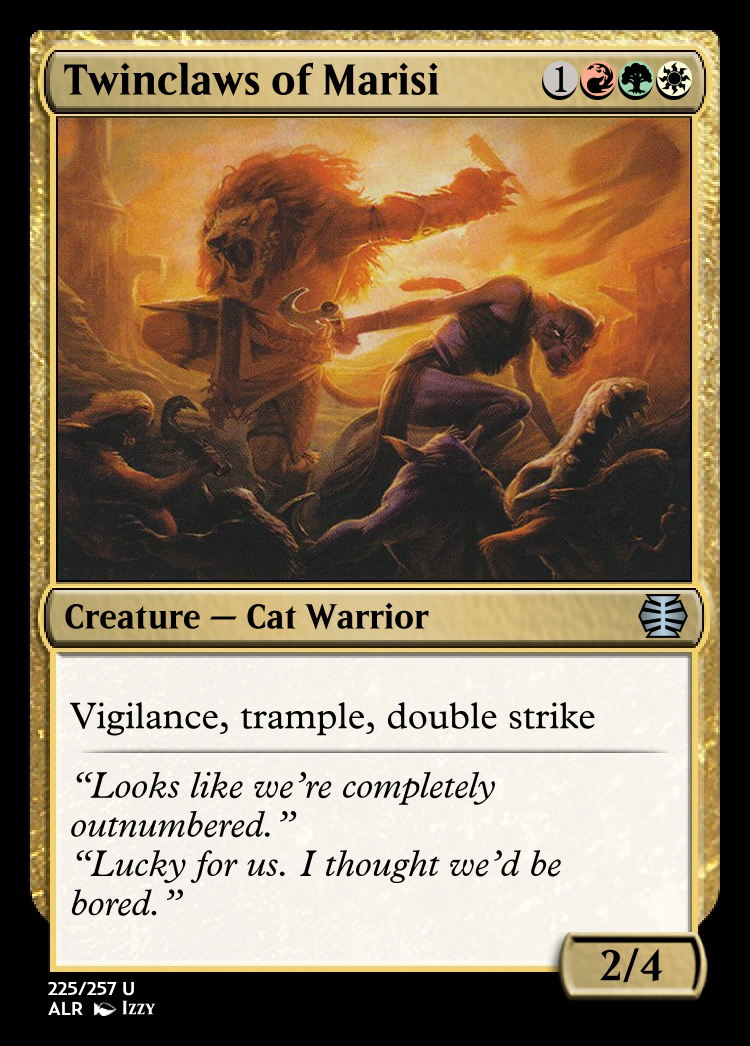 Twinclaws of Marisi 1
Creature — Cat Warrior
Vigilance, trample, double strike
“Looks like we’re completely
outnumbered.”
“Lucky for us. I thought we’d be
bored.”
2/4
225/257 U
ALR Izzy